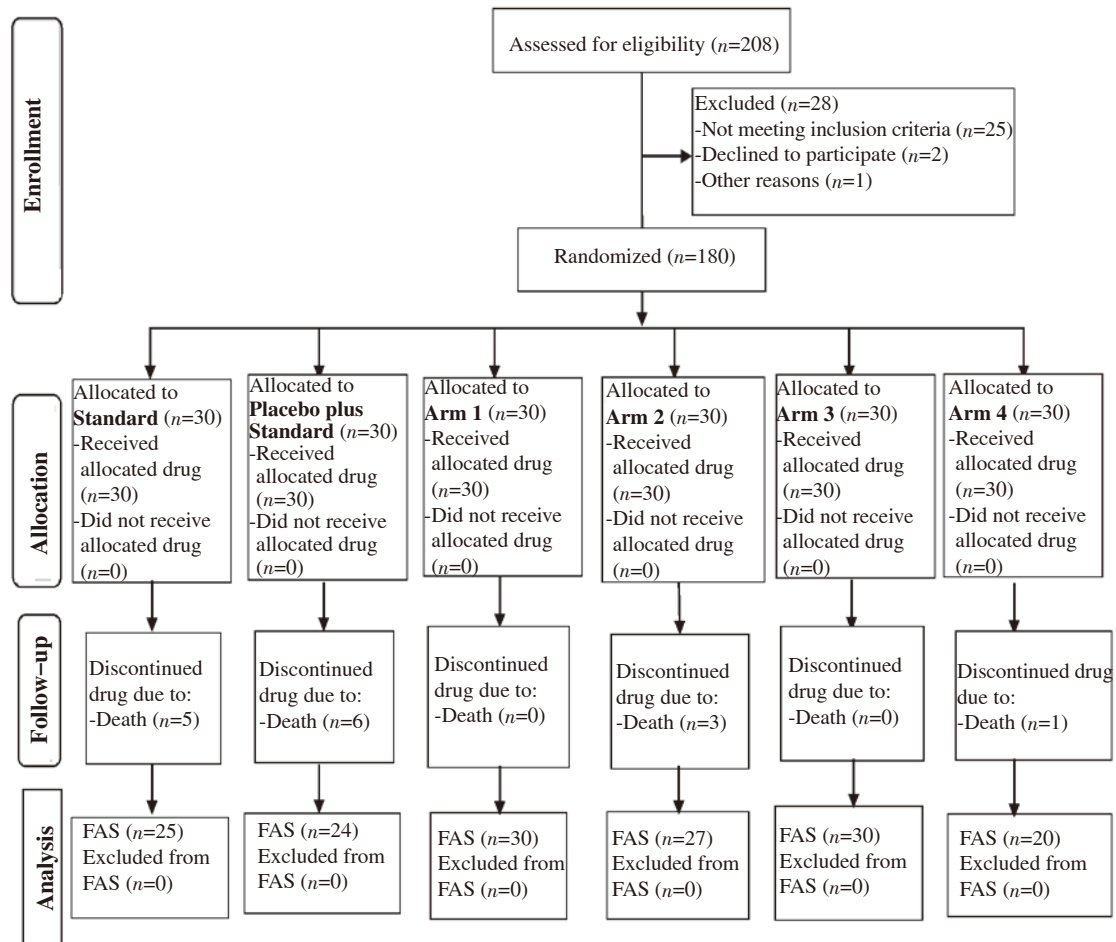 Enrollment
Assessed for eligibility (n=208)
Excluded (n=28)
-Not meeting inclusion criteria (n=25)
-Declined to participate (n=2)
-Other reasons (n=1)
Randomized (n=180)
Allocation
Allocated to
Standard (n=30)
-Received
allocated drug
(n=30)
-Did not receive
allocated drug
(n=0)
Allocated to
Placebo plus
Standard (n=30)
-Received
allocated drug
(n=30)
-Did not receive
allocated drug
(n=0)
Allocated to
Arm 1 (n=30)
-Received
allocated drug
(n=30)
-Did not receive
allocated drug
(n=0)
Allocated to
Arm 2 (n=30)
-Received
allocated drug
(n=30)
-Did not receive
allocated drug
(n=0)
Allocated to
Arm 3 (n=30)
-Received
allocated drug
(n=30)
-Did not receive
allocated drug
(n=0)
Allocated to
Arm 4 (n=30)
-Received
allocated drug
(n=30)
-Did not receive
allocated drug
(n=0)
Follow-up
Discontinued
drug due to:
-Death (n=5)
Discontinued
drug due to:
-Death (n=6)
Discontinued
drug due to:
-Death (n=0)
Discontinued
drug due to:
-Death (n=3)
Discontinued
drug due to:
-Death (n=0)
Discontinued drug
due to:
-Death (n=1)
Analysis
FAS (n=25)
Excluded from
FAS (n=0)
FAS (n=24)
Excluded from
FAS (n=0)
FAS (n=30)
Excluded from
FAS (n=0)
FAS (n=27)
Excluded from
FAS (n=0)
FAS (n=30)
Excluded from
FAS (n=0)
FAS (n=20)
Excluded from
FAS (n=0)